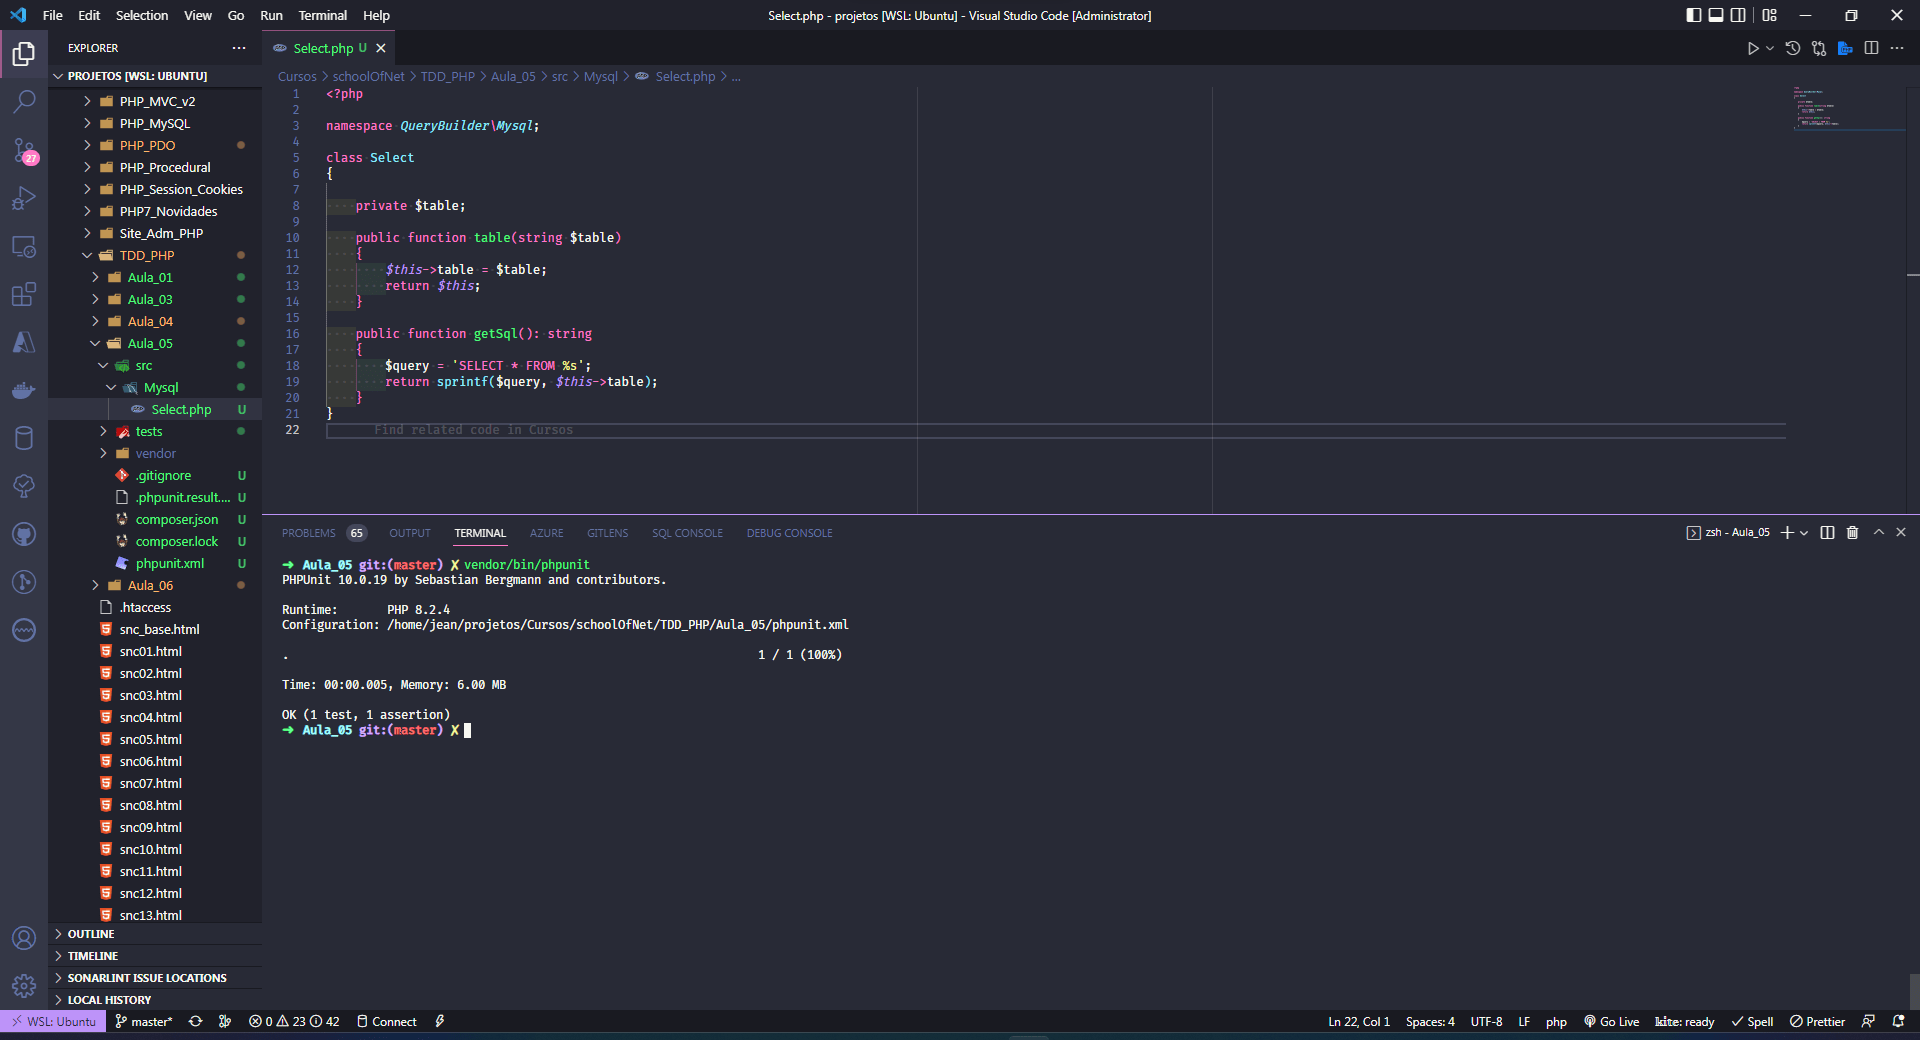 File Edit Selection View Go Run Terminal Help
Select.php - projetos [WSL: Ubuntu] - Visual Studio Code [Administrator]
EXPLORER
PROJETOS [WSL: UBUNTU]
PHP_MVC_v2
PHP_MySQL
PHP_PDO
PHP_Procedural
PHP_Session_Cookies
PHP7_Novidades
Site_Adm_PHP
TDD_PHP
Aula_01
Aula_03
Aula_04
Aula_05
src
Mysql
Select.php U
tests
vendor
.gitignore U
.phpunit.result.... U
composer.json U
composer.lock U
phpunit.xml U
Aula_06
.htaccess
snc_base.html
snc01.html
snc02.html
snc03.html
snc04.html
snc05.html
snc06.html
snc07.html
snc08.html
snc09.html
snc10.html
snc11.html
snc12.html
snc13.html
OUTLINE
TIMELINE
SONARLINT ISSUE LOCATIONS
LOCAL HISTORY
27
Select.php U
Cursos > schoolOfNet > TDD_PHP > Aula_05 > src > Mysql > Select.php > ...
1 <?php
2
3 namespace QueryBuilder\Mysql;
4
5 class Select
6 {
7
8 private $table;
9
10 public function table(string $table)
11 {
12 $this->table = $table;
13 return $this;
14 }
15
16 public function getSql(): string
17 {
18 $query = 'SELECT * FROM %s';
19 return sprintf($query, $this->table);
20 }
21 }
22 Find related code in Cursos
PROBLEMS 65 OUTPUT TERMINAL AZURE GITLENS SQL CONSOLE DEBUG CONSOLE
zsh - Aula_05
➜ Aula_05 git:(master) ✗ vendor/bin/phpunit
PHPUnit 10.0.19 by Sebastian Bergmann and contributors.
Runtime: PHP 8.2.4
Configuration: /home/jean/projetos/Cursos/schoolOfNet/TDD_PHP/Aula_05/phpunit.xml
. 1 / 1 (100%)
Time: 00:00.005, Memory: 6.00 MB
OK (1 test, 1 assertion)
➜ Aula_05 git:(master) ✗
WSL: Ubuntu master* 0 23 42 Connect
Ln 22, Col 1 Spaces: 4 UTF-8 LF php Go Live kite: ready Spell Prettier